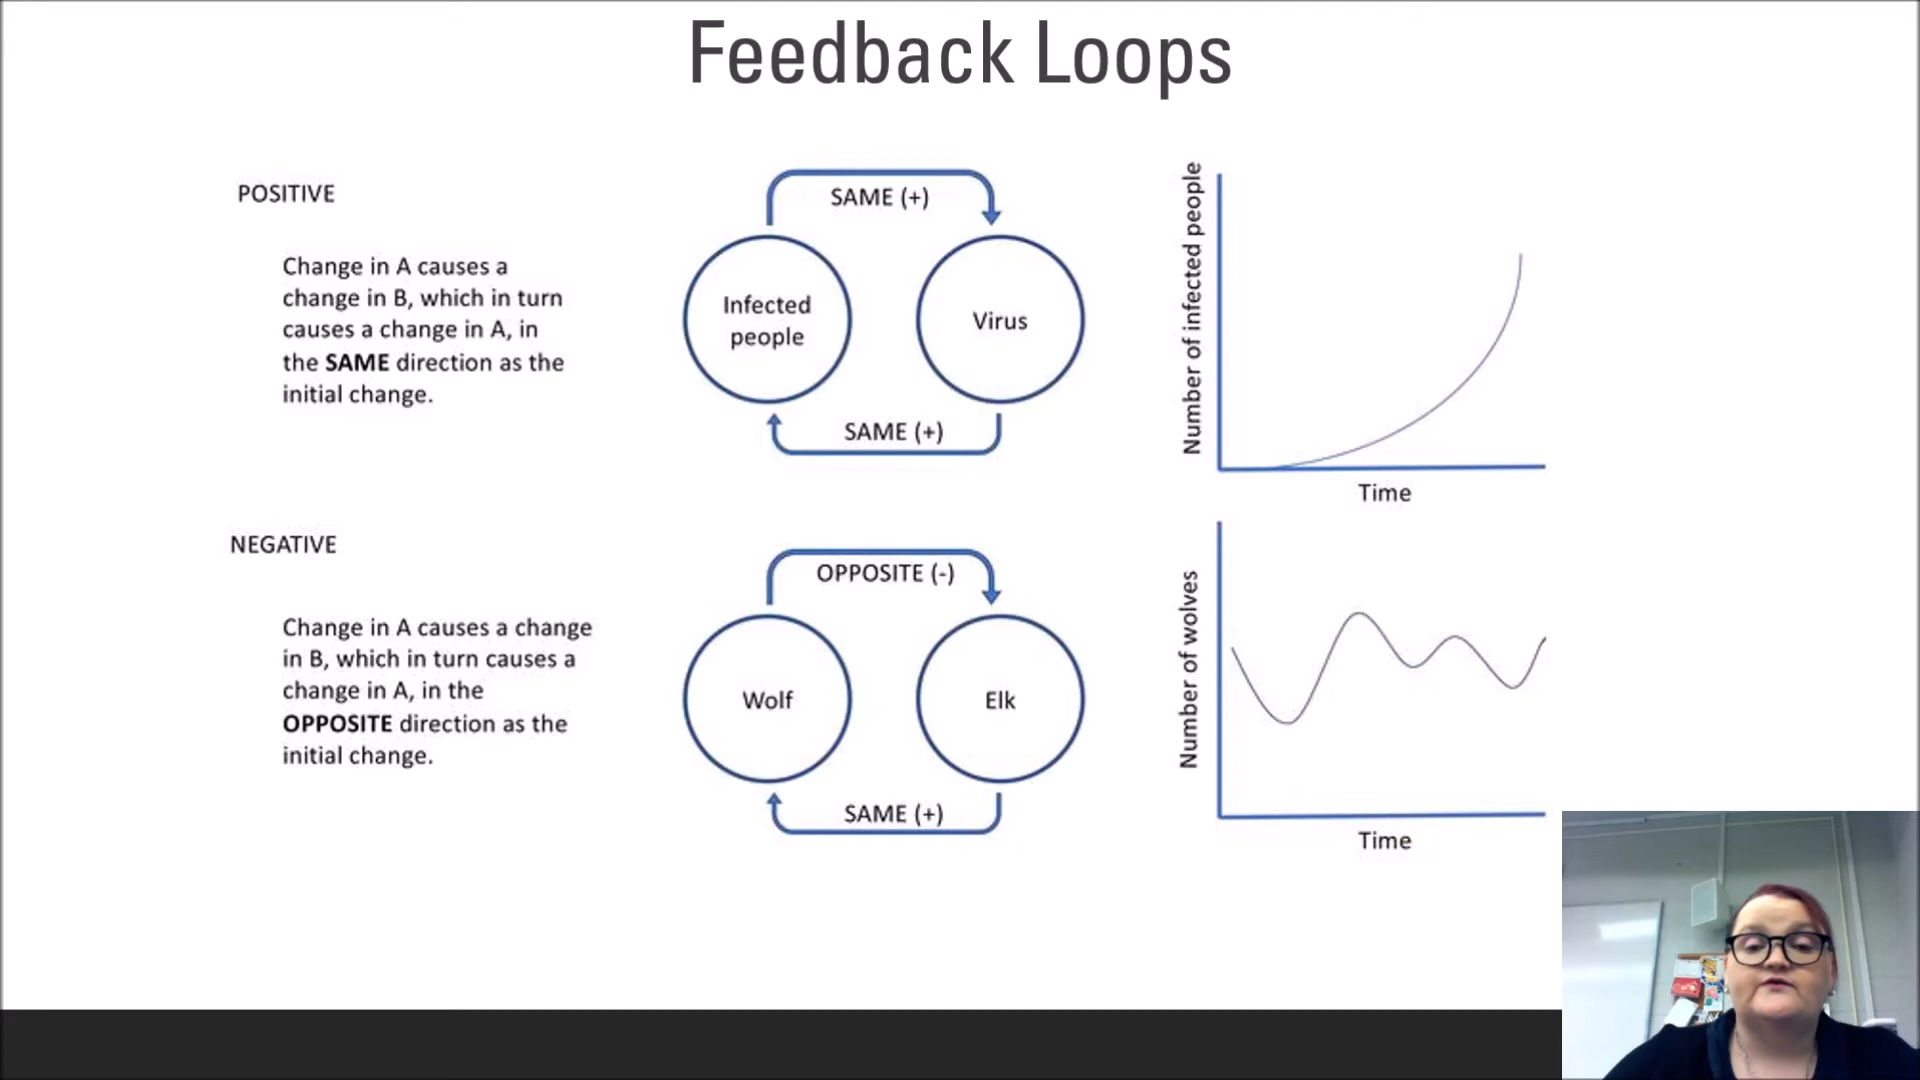 Feedback Loops
POSITIVE
Change in A causes a
change in B, which in turn
causes a change in A, in
the SAME direction as the
initial change.
SAME (+)
Infected
people
Virus
SAME (+)
Number of infected people
Time
NEGATIVE
Change in A causes a change
in B, which in turn causes a
change in A, in the
OPPOSITE direction as the
initial change.
OPPOSITE (-)
Wolf
Elk
SAME (+)
Number of wolves
Time